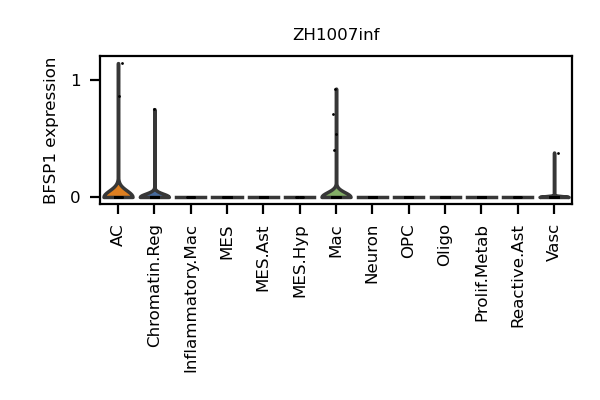 ZH1007inf
BFSP1 expression
1
0
AC
Chromatin.Reg
Inflammatory.Mac
MES
MES.Ast
MES.Hyp
Mac
Neuron
OPC
Oligo
Prolif.Metab
Reactive.Ast
Vasc